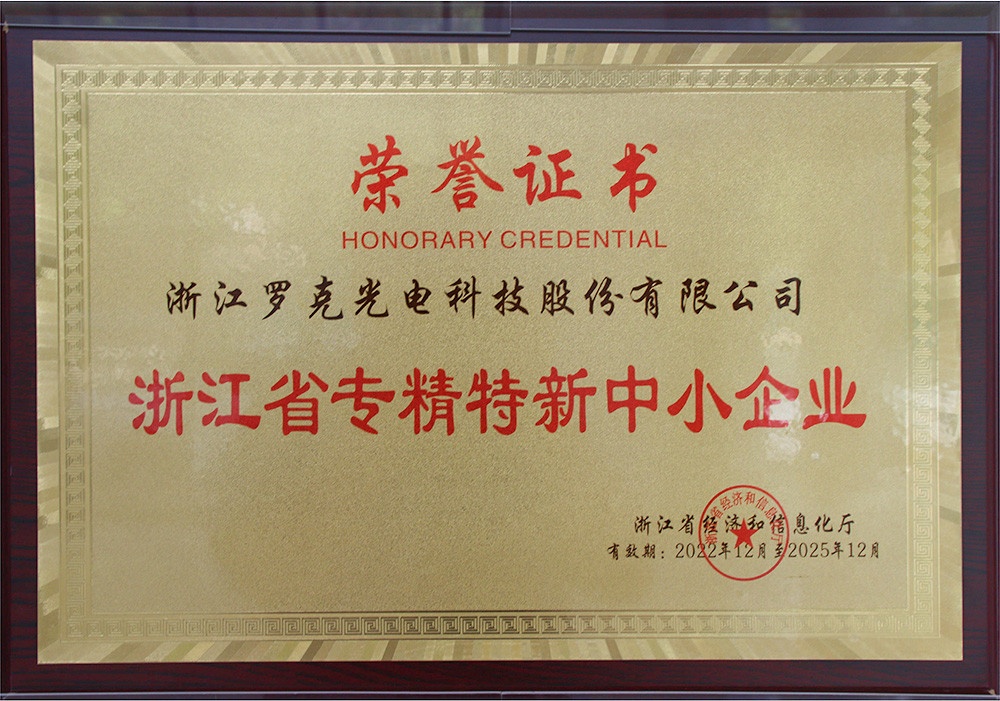 荣誉证书
HONORARY CREDENTIAL
浙江罗克光电科技股份有限公司
浙江省专精特新中小企业
浙江省经济和信息化厅
有效期：2022年12月至2025年12月